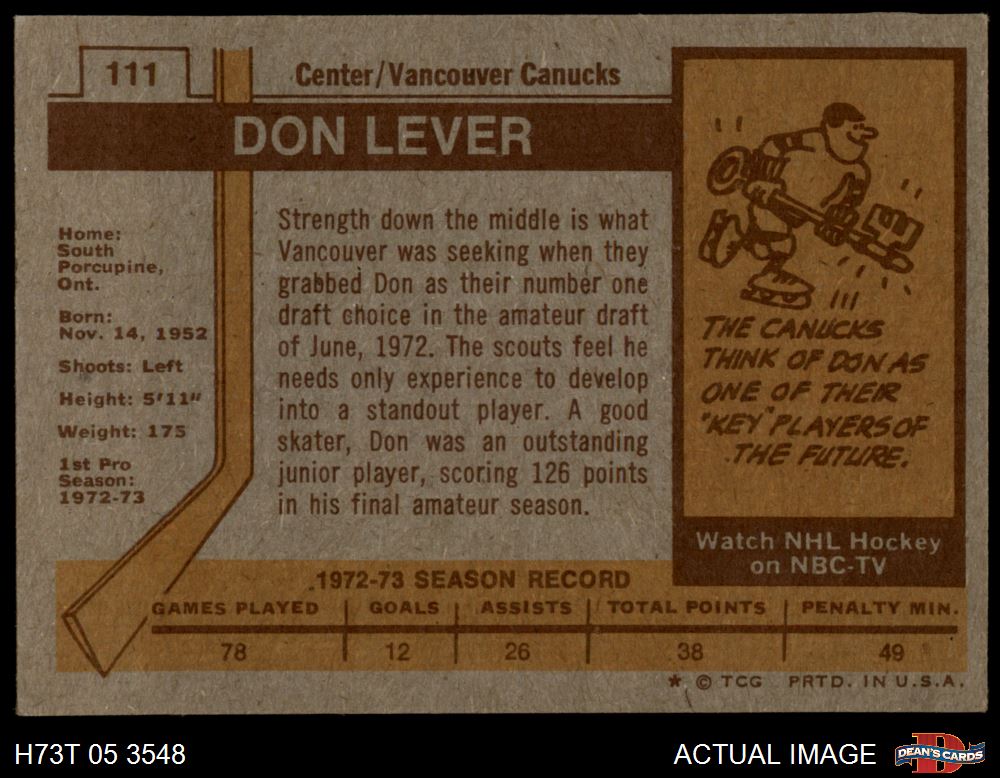 111
Center/Vancouver Canucks
DON LEVER
Home:
South
Porcupine,
Ont.
Born:
Nov. 14, 1952
Shoots: Left
Height: 5'11"
Weight: 175
1st Pro
Season:
1972-73
Strength down the middle is what
Vancouver was seeking when they
grabbed Don as their number one
draft choice in the amateur draft
of June, 1972. The scouts feel he
needs only experience to develop
into a standout player. A good
skater, Don was an outstanding
junior player, scoring 126 points
in his final amateur season.
THE CANUCKS
THINK OF DON AS
ONE OF THEIR
"KEY" PLAYERS OF
THE FUTURE.
Watch NHL Hockey
on NBC-TV
1972-73 SEASON RECORD
GAMES PLAYED GOALS ASSISTS TOTAL POINTS PENALTY MIN.
78 12 26 38 49
* © TCG PRTD. IN U.S.A.
H73T 05 3548
ACTUAL IMAGE
DEAN'S CARDS